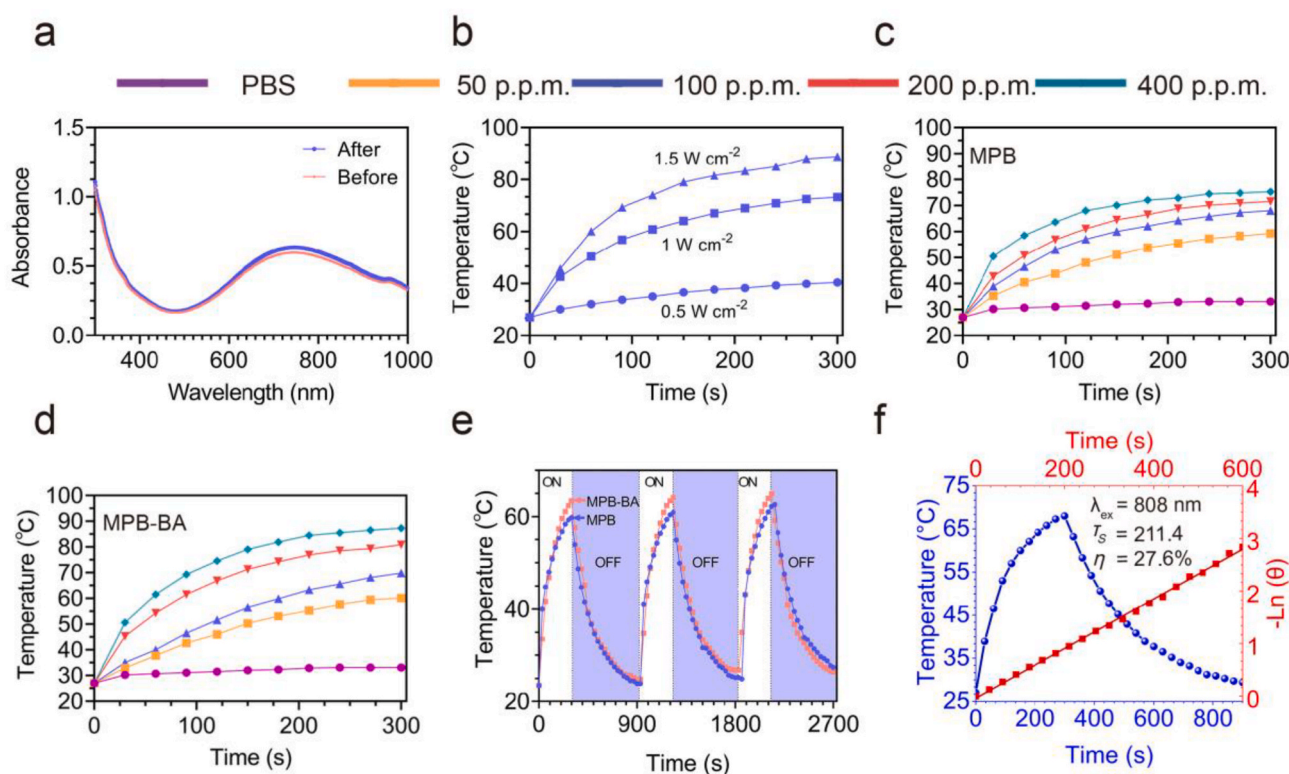 a
b
c
PBS 50 p.p.m. 100 p.p.m. 200 p.p.m. 400 p.p.m.
1.5
1.0
0.5
0.0
Absorbance
After
Before
400 600 800 1000
Wavelength (nm)
100
80
60
40
20
Temperature (°C)
1.5 W cm⁻²
1 W cm⁻²
0.5 W cm⁻²
0 100 200 300
Time (s)
100
90
80
70
60
50
40
30
20
Temperature (°C)
MPB
0 100 200 300
Time (s)
d
e
f
100
90
80
70
60
50
40
30
20
Temperature (°C)
MPB-BA
0 100 200 300
Time (s)
60
40
20
Temperature (°C)
ON ON ON
MPB-BA
MPB
OFF OFF OFF
0 900 1800 2700
Time (s)
Time (s)
0 200 400 600
75
65
55
45
35
25
Temperature (°C)
λex = 808 nm
Ts = 211.4
η = 27.6%
4
3
2
1
0
-Ln (θ)
0 200 400 600 800
Time (s)